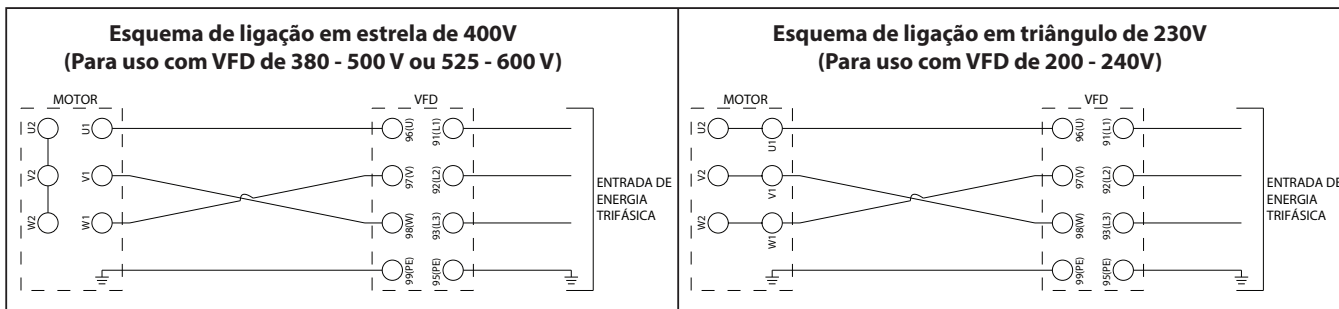 Esquema de ligação em estrela de 400V
(Para uso com VFD de 380 - 500 V ou 525 - 600 V)
MOTOR
VFD
U2
U1
96(U)
91(L1)
V2
V1
97(V)
92(L2)
W2
W1
98(W)
93(L3)
99(PE)
95(PE)
ENTRADA DE
ENERGIA
TRIFÁSICA
Esquema de ligação em triângulo de 230V
(Para uso com VFD de 200 - 240V)
MOTOR
VFD
U2
U1
96(U)
91(L1)
V2
V1
97(V)
92(L2)
W2
W1
98(W)
93(L3)
99(PE)
95(PE)
ENTRADA DE
ENERGIA
TRIFÁSICA